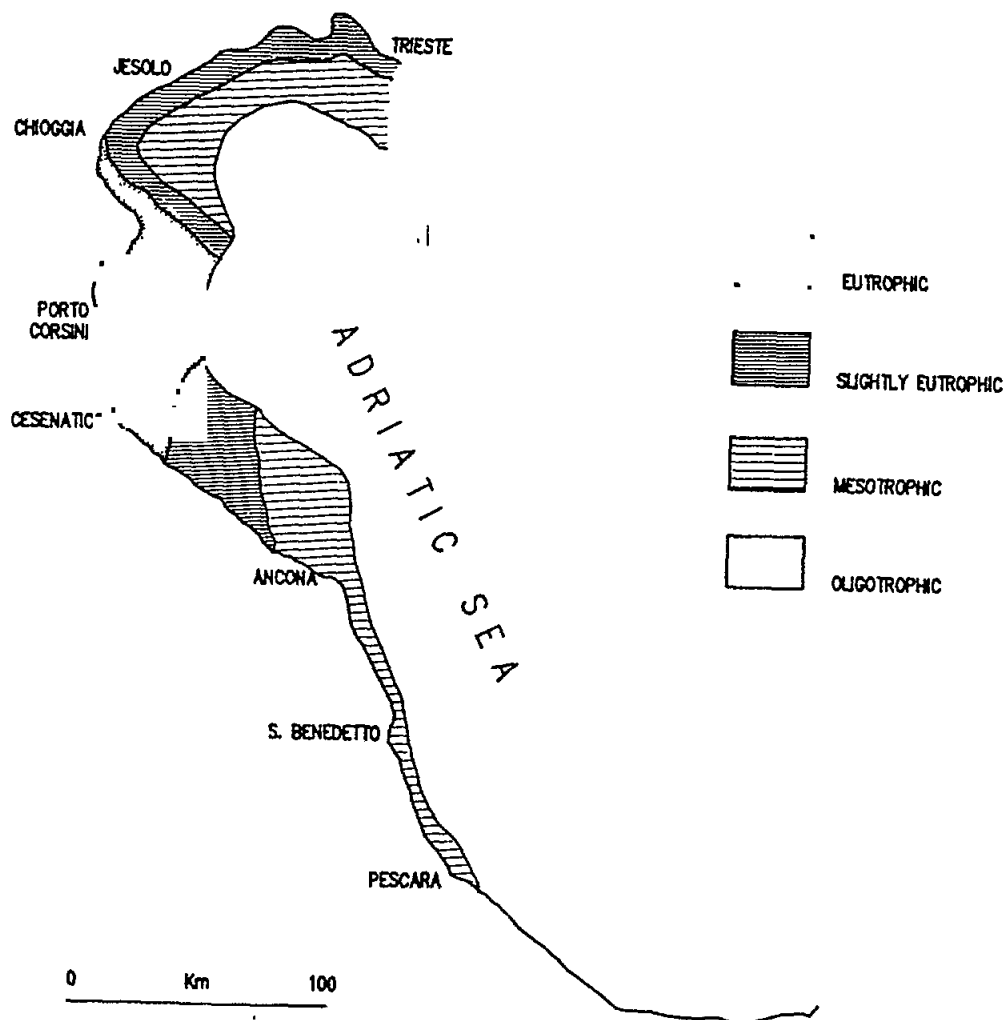 TRIESTE
JESOLO
CHIOGGIA
PORTO
CORSINI
CESENATIC
ANCONA
S. BENEDETTO
PESCARA
ADRIATIC SEA
EUTROPHIC
SLIGHTLY EUTROPHIC
MESOTROPHIC
OLIGOTROPHIC
0 Km 100